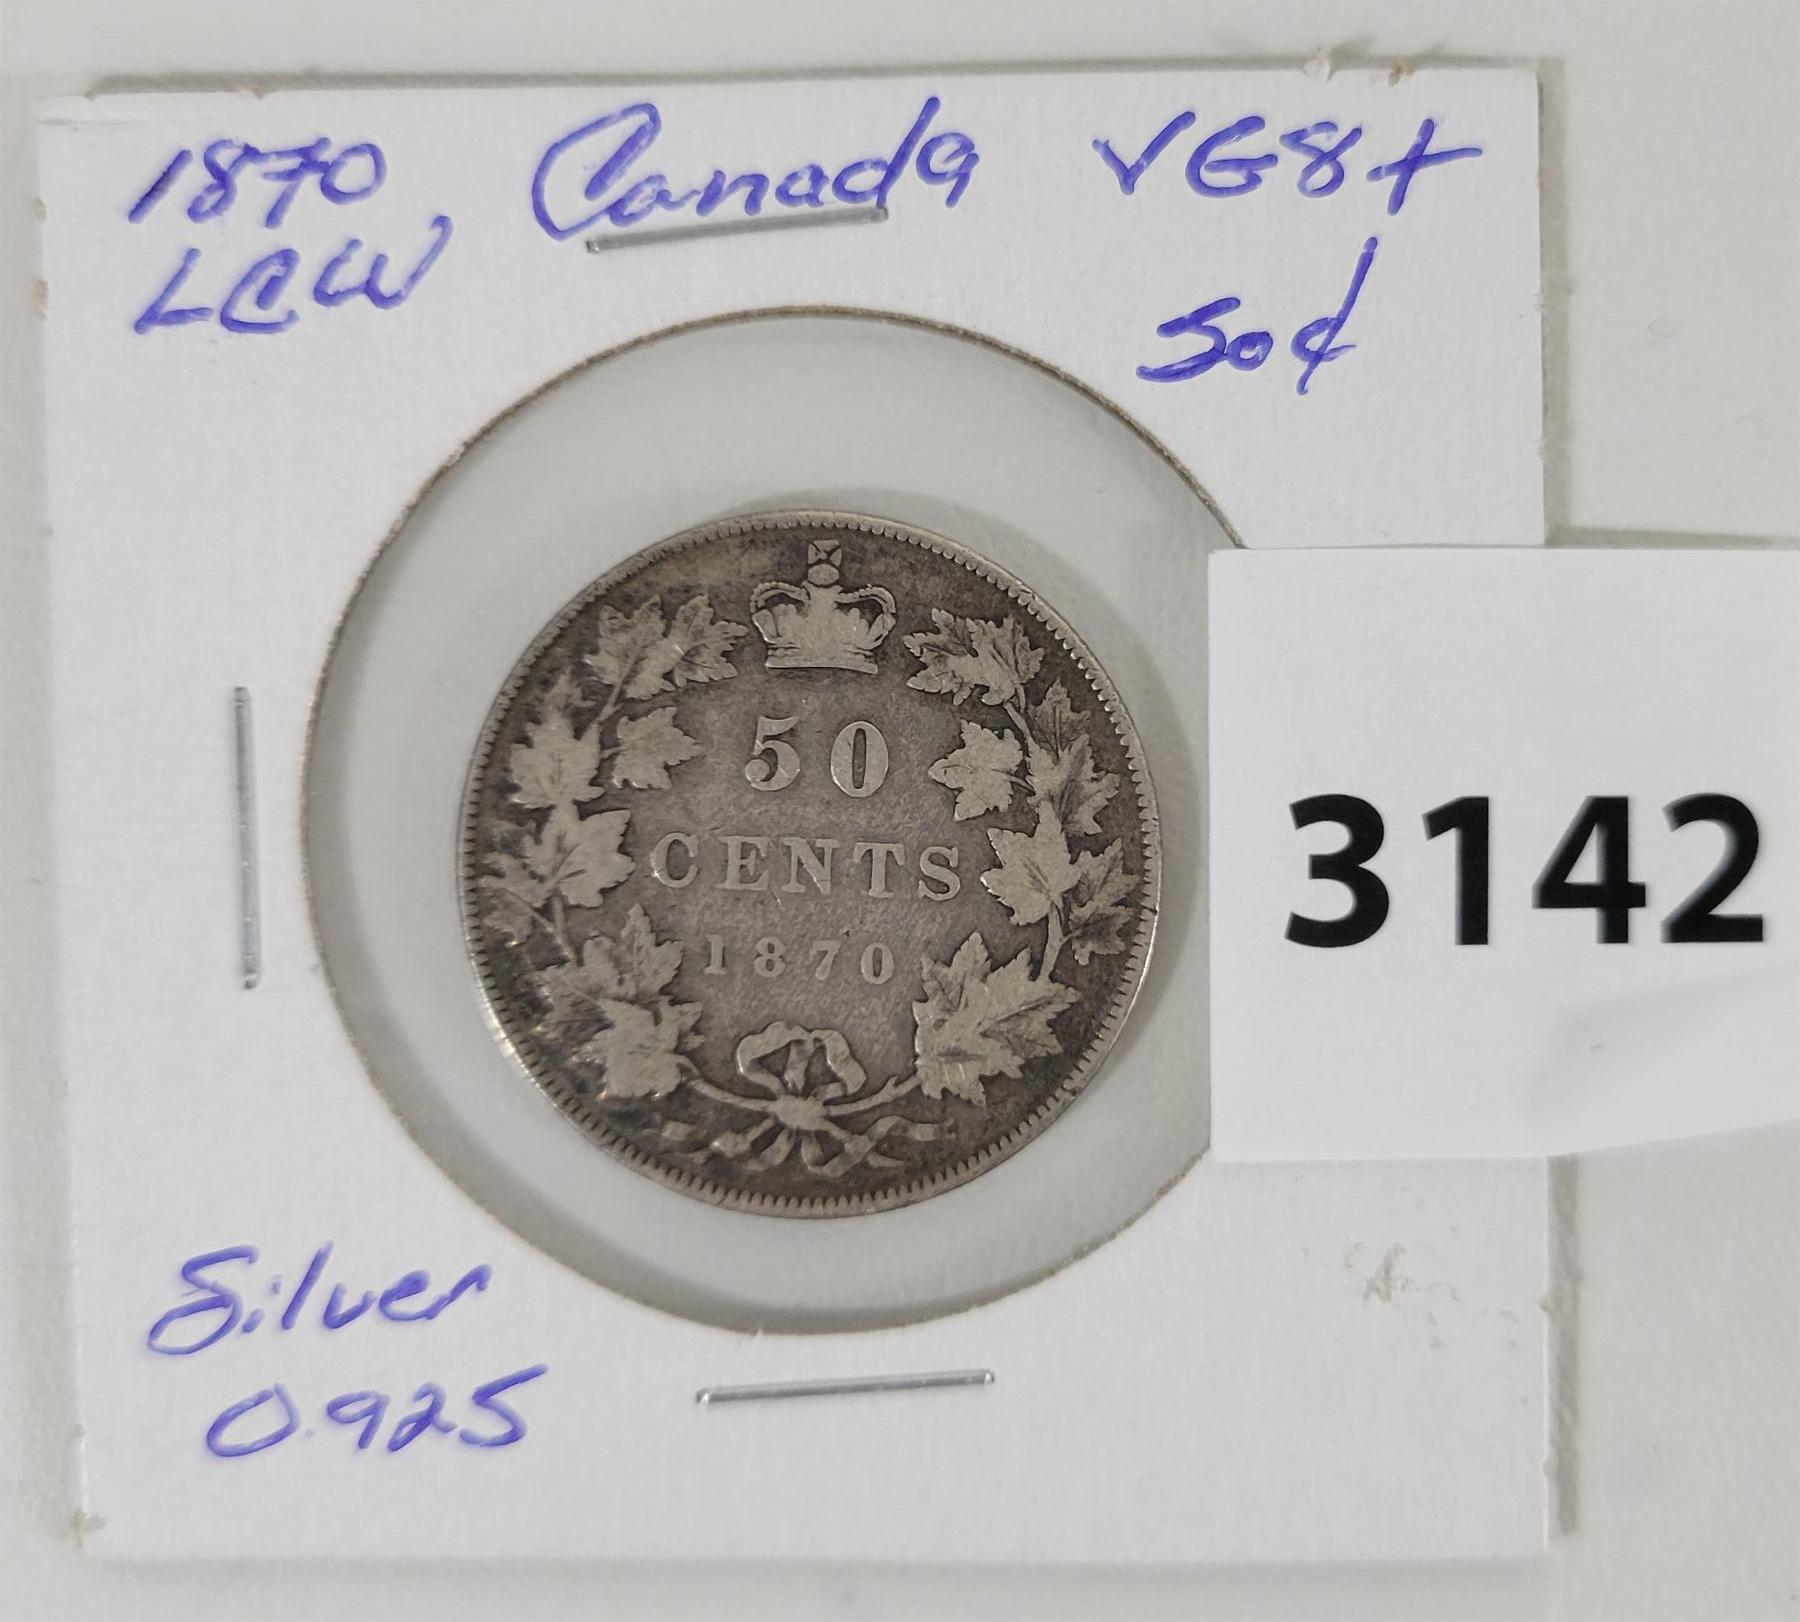 1870, Canada VG8+
LCW
50¢
50
CENTS
1870
3142
Silver
0.925